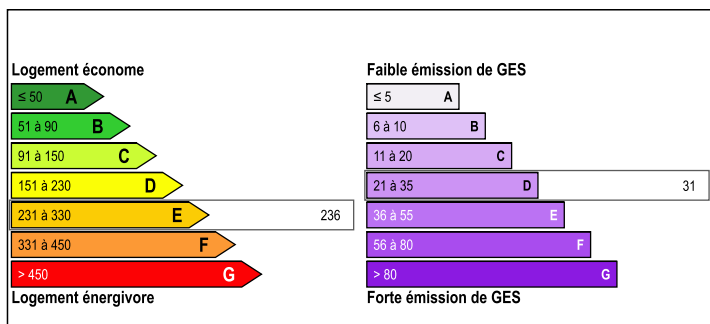 Logement économe
≤ 50 A
51 à 90 B
91 à 150 C
151 à 230 D
231 à 330 E 236
331 à 450 F
> 450 G
Logement énergivore
Faible émission de GES
≤ 5 A
6 à 10 B
11 à 20 C
21 à 35 D 31
36 à 55 E
56 à 80 F
> 80 G
Forte émission de GES